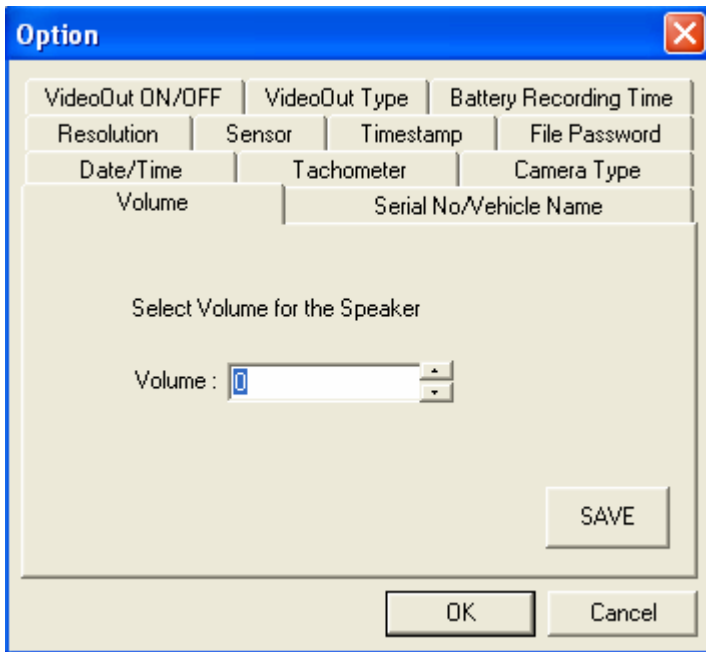 Option
VideoOut ON/OFF VideoOut Type Battery Recording Time
Resolution Sensor Timestamp File Password
Date/Time Tachometer Camera Type
Volume Serial No/Vehicle Name
Select Volume for the Speaker
Volume : 0
SAVE
OK Cancel